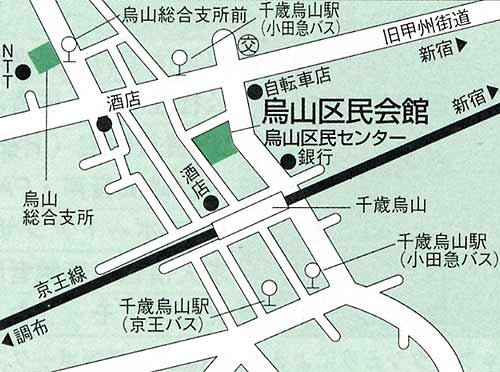 烏山総合支所前
千歳烏山駅
(小田急バス)
旧甲州街道
新宿▶
NTT
交
自転車店
新宿▶
酒店
烏山区民会館
烏山区民センター
銀行
烏山
総合支所
酒店
千歳烏山
京王線
千歳烏山駅
(小田急バス)
千歳烏山駅
(京王バス)
◀調布